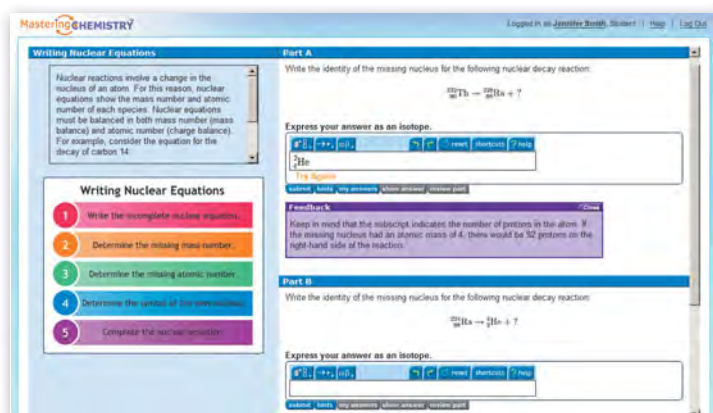 MasteringCHEMISTRY
Logged in as Jennifer Smith, Student | Help | Log Out
Writing Nuclear Equations
Nuclear reactions involve a change in the
nucleus of an atom. For this reason, nuclear
equations show the mass number and atomic
number of each species. Nuclear equations
must be balanced in both mass number (mass
balance) and atomic number (charge balance).
For example, consider the equation for the
decay of carbon 14:
Writing Nuclear Equations
1 Write the incomplete nuclear equation.
2 Determine the missing mass number.
3 Determine the missing atomic number.
4 Determine the symbol of the
5 Complete the nuclear equation.
Part A
Write the identity of the missing nucleus for the following nuclear decay reaction:
Th → Ra + ?
Express your answer as an isotope.
reset shortcuts ? help
He
Try Again
submit hints my answers show answer review part
Feedback Close
Keep in mind that the subscript indicates the number of protons in the atom. If
the missing nucleus had an atomic mass of 4, there would be 92 protons on the
right-hand side of the reaction.
Part B
Write the identity of the missing nucleus for the following nuclear decay reaction:
Ra → He + ?
Express your answer as an isotope.
reset shortcuts ? help
submit hints my answers show answer review part